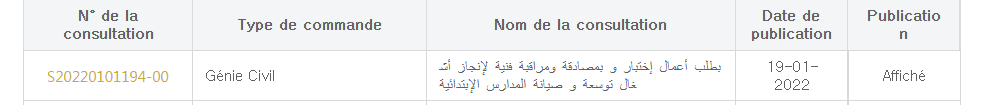 N° de la consultation
Type de commande
Nom de la consultation
Date de publication
Publication
S20220101194-00
Génie Civil
بطلب أعمال إختبار و بمصادقة ومراقبة فنية لإنجاز أشـ
غال توسعة و صيانة المدارس الإبتدائية
19-01-2022
Affiché